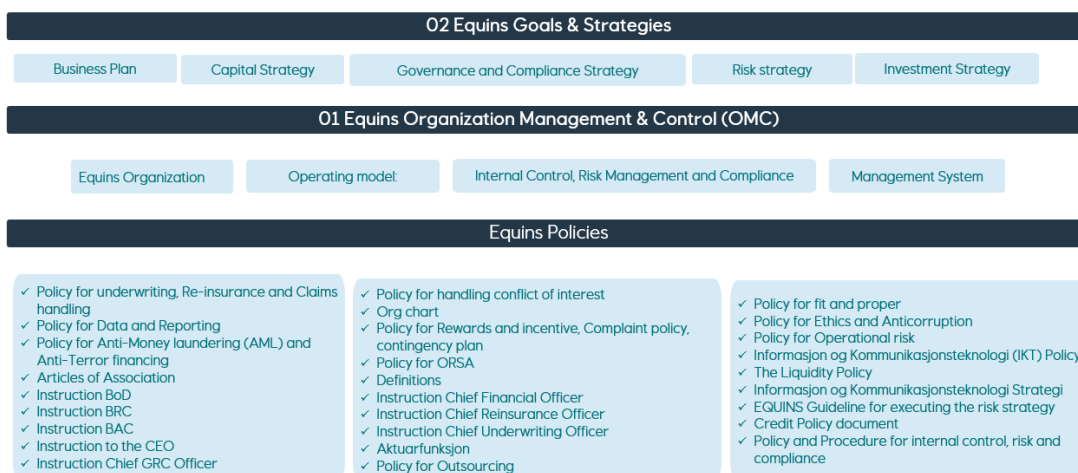 02 Equins Goals & Strategies
Business Plan
Capital Strategy
Governance and Compliance Strategy
Risk strategy
Investment Strategy
01 Equins Organization Management & Control (OMC)
Equins Organization
Operating model:
Internal Control, Risk Management and Compliance
Management System
Equins Policies
✓ Policy for underwriting, Re-insurance and Claims
handling
✓ Policy for Data and Reporting
✓ Policy for Anti-Money laundering (AML) and
Anti-Terror financing
✓ Articles of Association
✓ Instruction BoD
✓ Instruction BRC
✓ Instruction BAC
✓ Instruction to the CEO
✓ Instruction Chief GRC Officer
✓ Policy for handling conflict of interest
✓ Org chart
✓ Policy for Rewards and incentive, Complaint policy,
contingency plan
✓ Policy for ORSA
✓ Definitions
✓ Instruction Chief Financial Officer
✓ Instruction Chief Reinsurance Officer
✓ Instruction Chief Underwriting Officer
✓ Aktuarfunksjon
✓ Policy for Outsourcing
✓ Policy for fit and proper
✓ Policy for Ethics and Anticorruption
✓ Policy for Operational risk
✓ Informasjon og Kommunikasjonsteknologi (IKT) Policy
✓ The Liquidity Policy
✓ Informasjon og Kommunikasjonsteknologi Strategi
✓ EQUINS Guideline for executing the risk strategy
✓ Credit Policy document
✓ Policy and Procedure for internal control, risk and
compliance